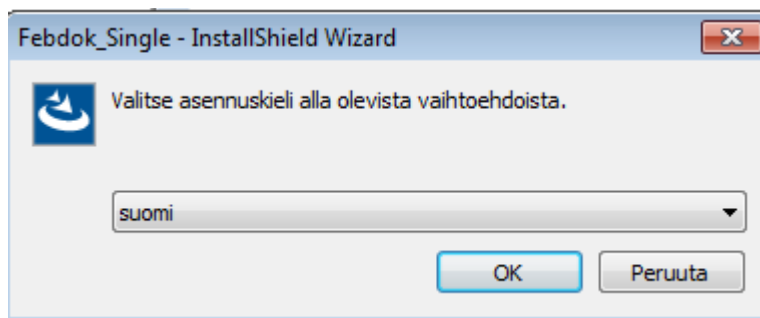 Febdok_Single - InstallShield Wizard
Valitse asennuskieli alla olevista vaihtoehdoista.
suomi
OK
Peruuta